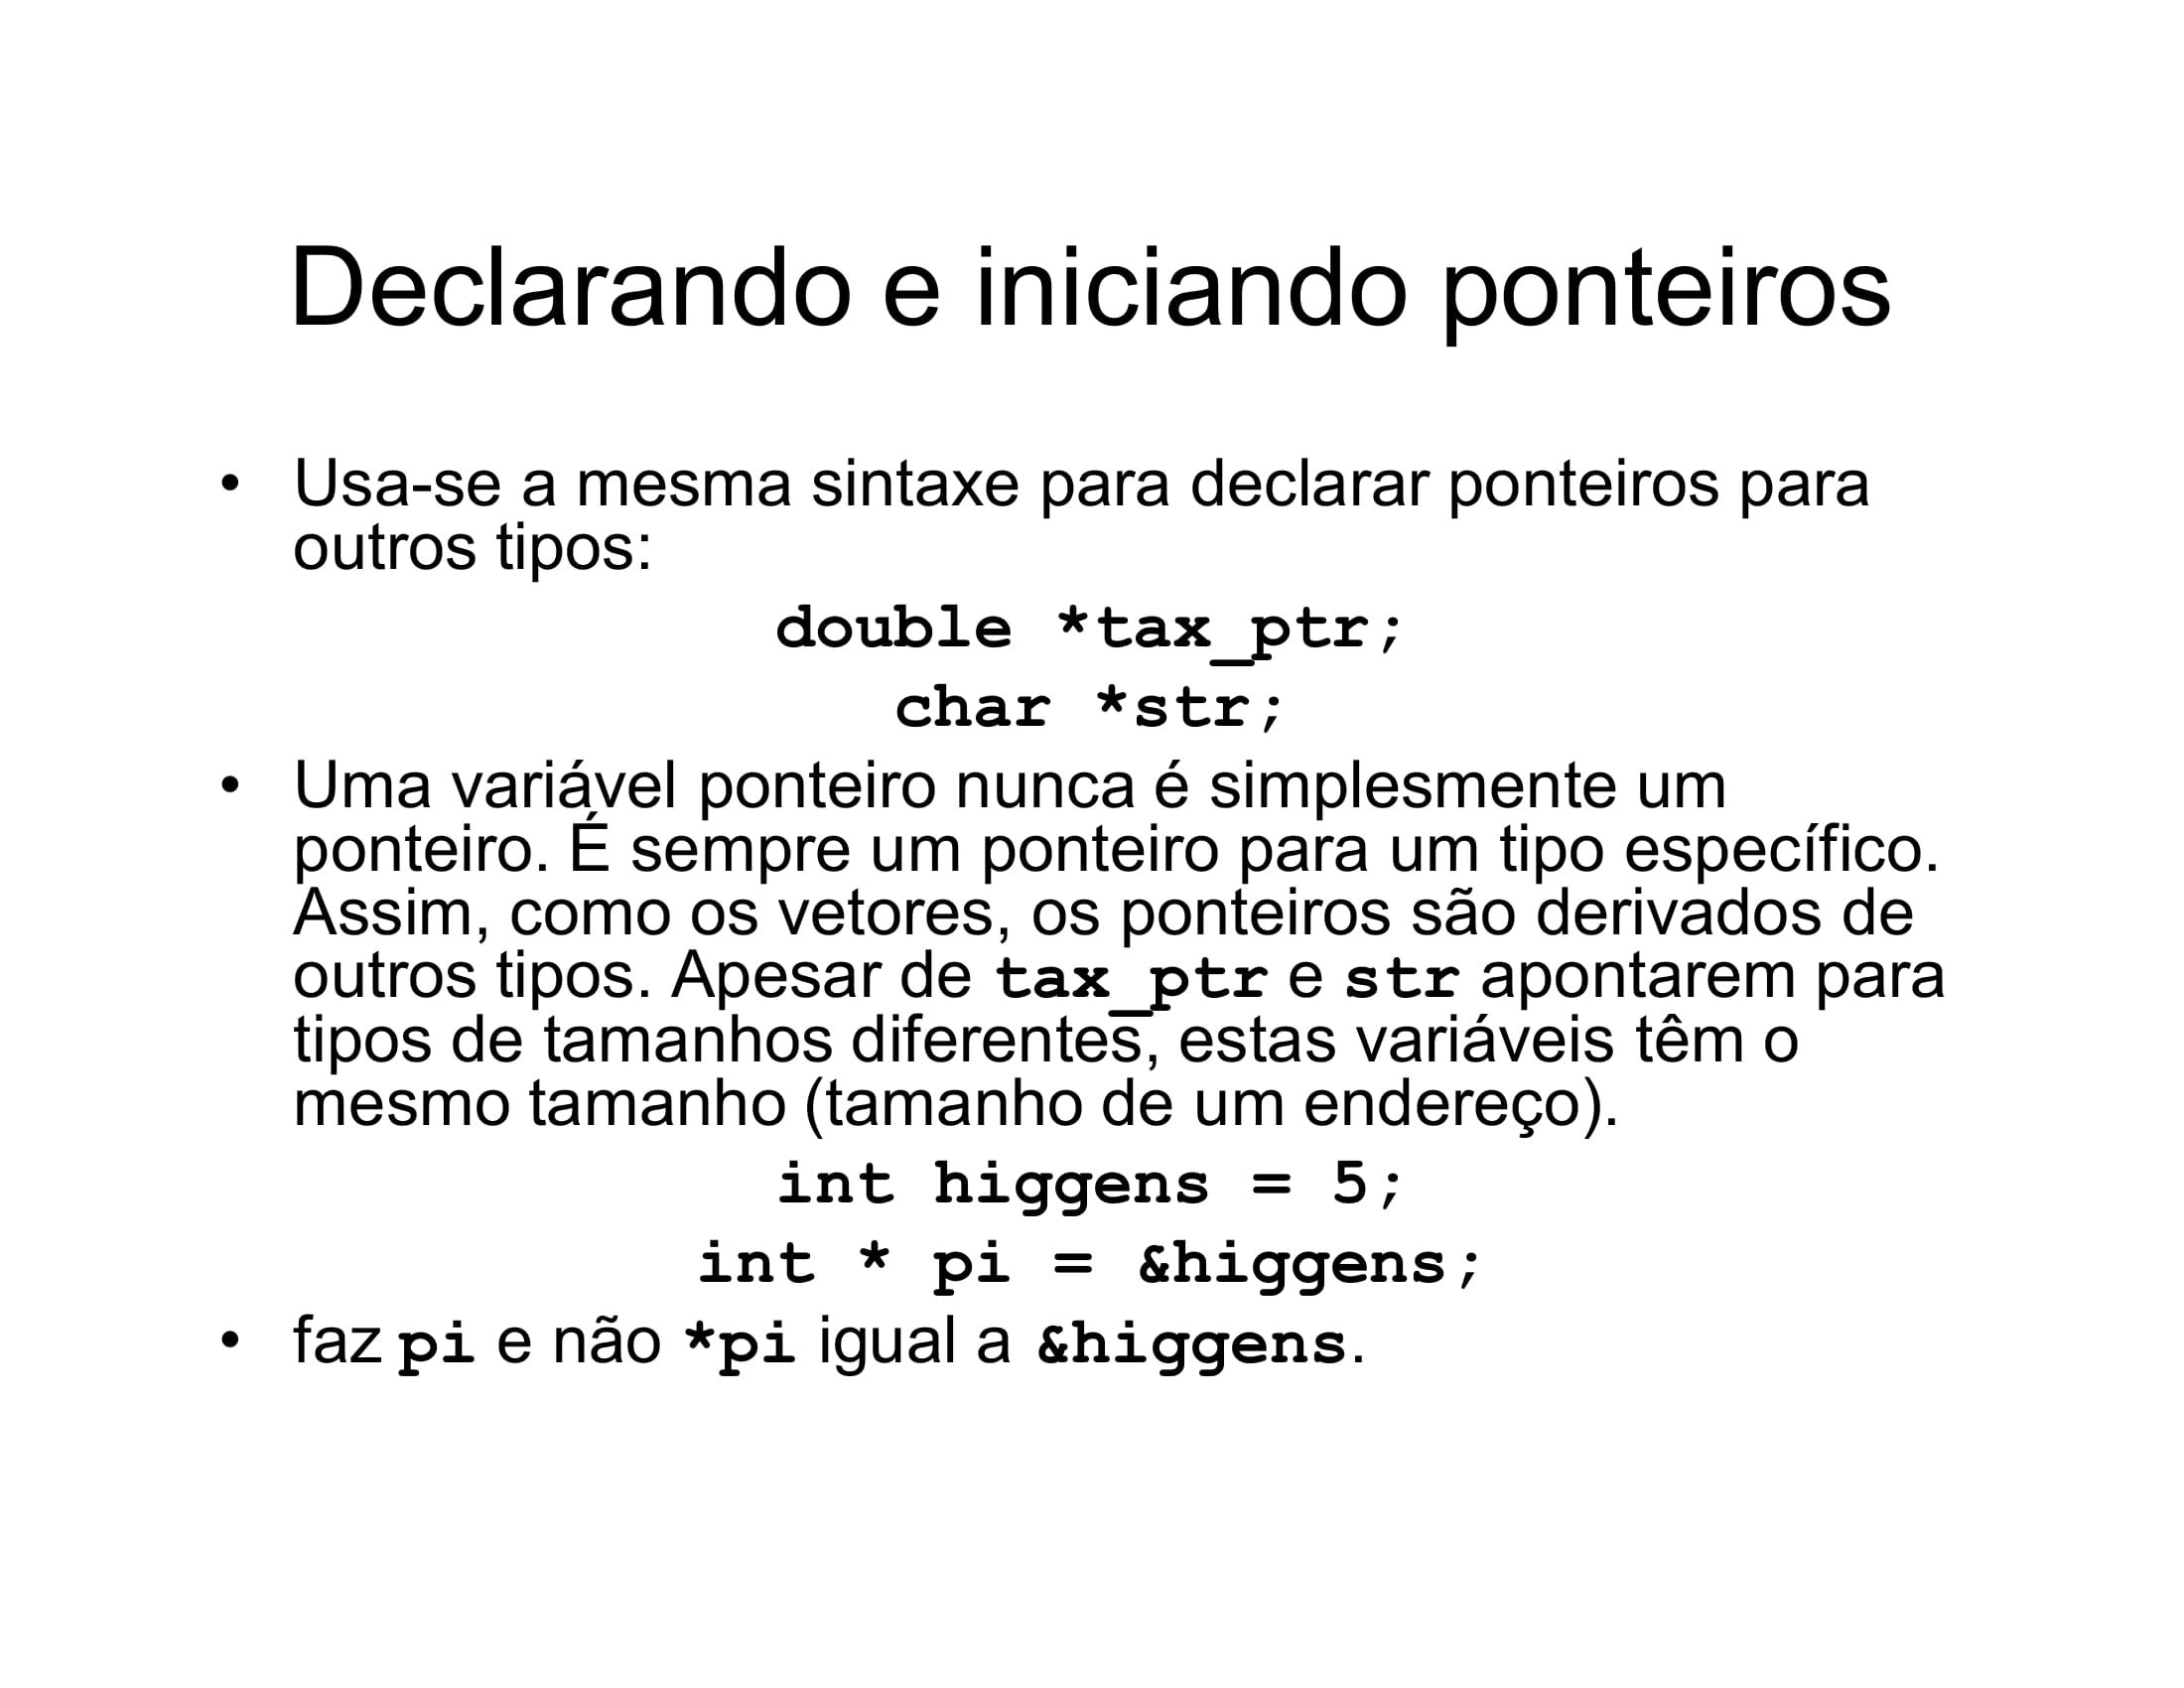 Declarando e iniciando ponteiros
• Usa-se a mesma sintaxe para declarar ponteiros para
outros tipos:
double *tax_ptr;
char *str;
• Uma variável ponteiro nunca é simplesmente um
ponteiro. É sempre um ponteiro para um tipo específico.
Assim, como os vetores, os ponteiros são derivados de
outros tipos. Apesar de tax_ptr e str apontarem para
tipos de tamanhos diferentes, estas variáveis têm o
mesmo tamanho (tamanho de um endereço).
int higgens = 5;
int * pi = &higgens;
• faz pi e não *pi igual a &higgens.